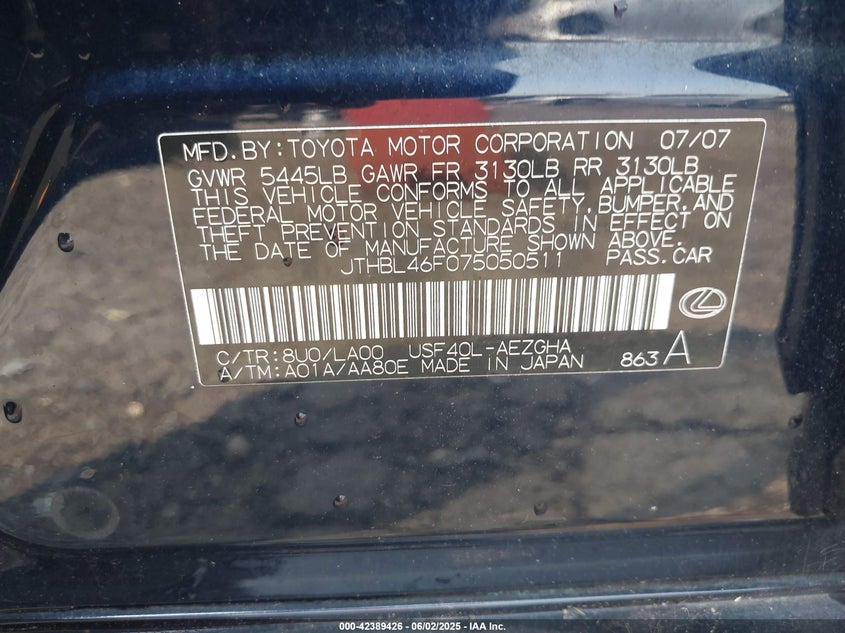 MFD.BY:TOYOTA MOTOR CORPORATION 07/07
GVWR 5445LB GAWR FR 3130LB RR 3130LB
THIS VEHICLE CONFORMS TO ALL APPLICABLE
FEDERAL MOTOR VEHICLE SAFETY,BUMPER,AND
THEFT PREVENTION STANDARDS IN EFFECT ON
THE DATE OF MANUFACTURE SHOWN ABOVE.
JTHBL46F075050511 PASS.CAR
C/TR:8U0/LA00 USF40L-AEZGHA
A/TM:A01A/AA80E MADE IN JAPAN 863 A
000-42389426 - 06/02/2025 - IAA Inc.